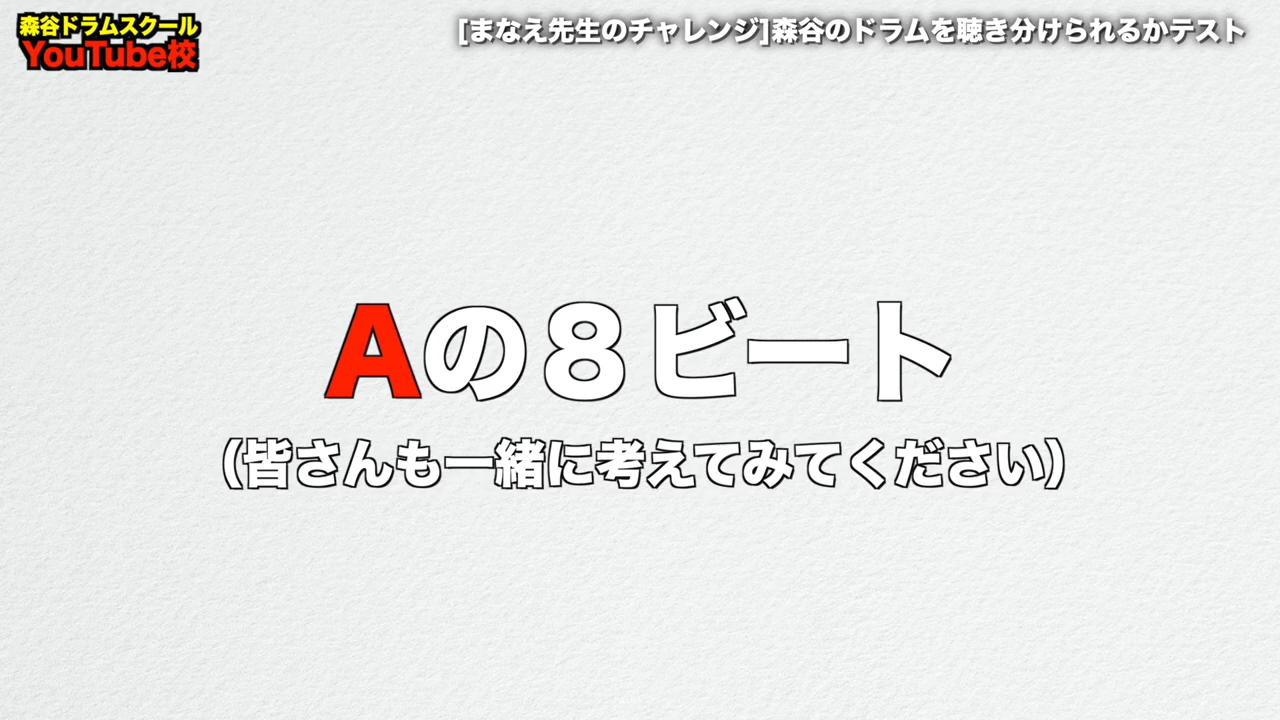 森谷ドラムスクール
YouTube校
[まなえ先生のチャレンジ]森谷のドラムを聴き分けられるかテスト
Aの８ビート
（皆さんも一緒に考えてみてください）